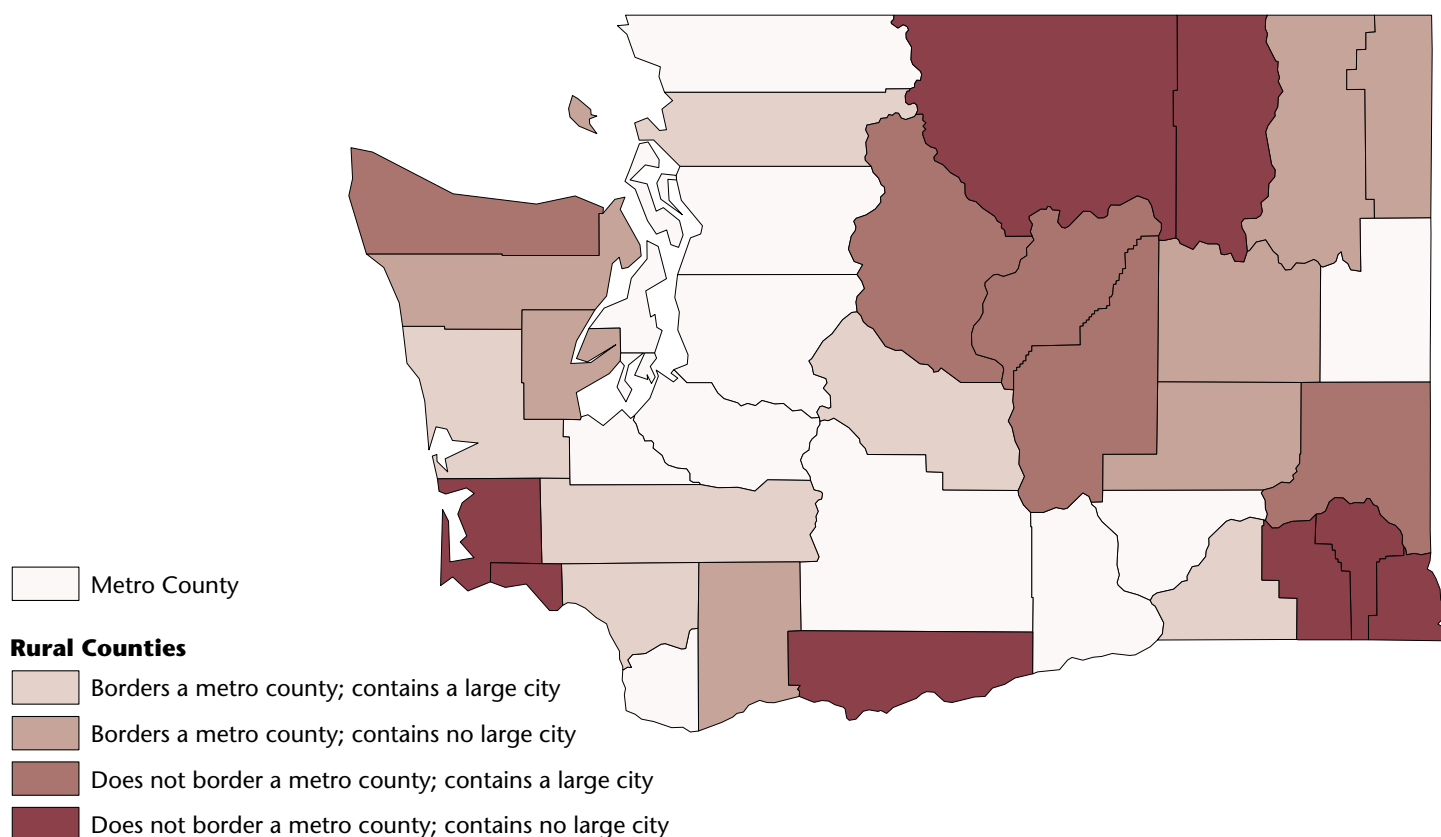 Metro County
Rural Counties
Borders a metro county; contains a large city
Borders a metro county; contains no large city
Does not border a metro county; contains a large city
Does not border a metro county; contains no large city